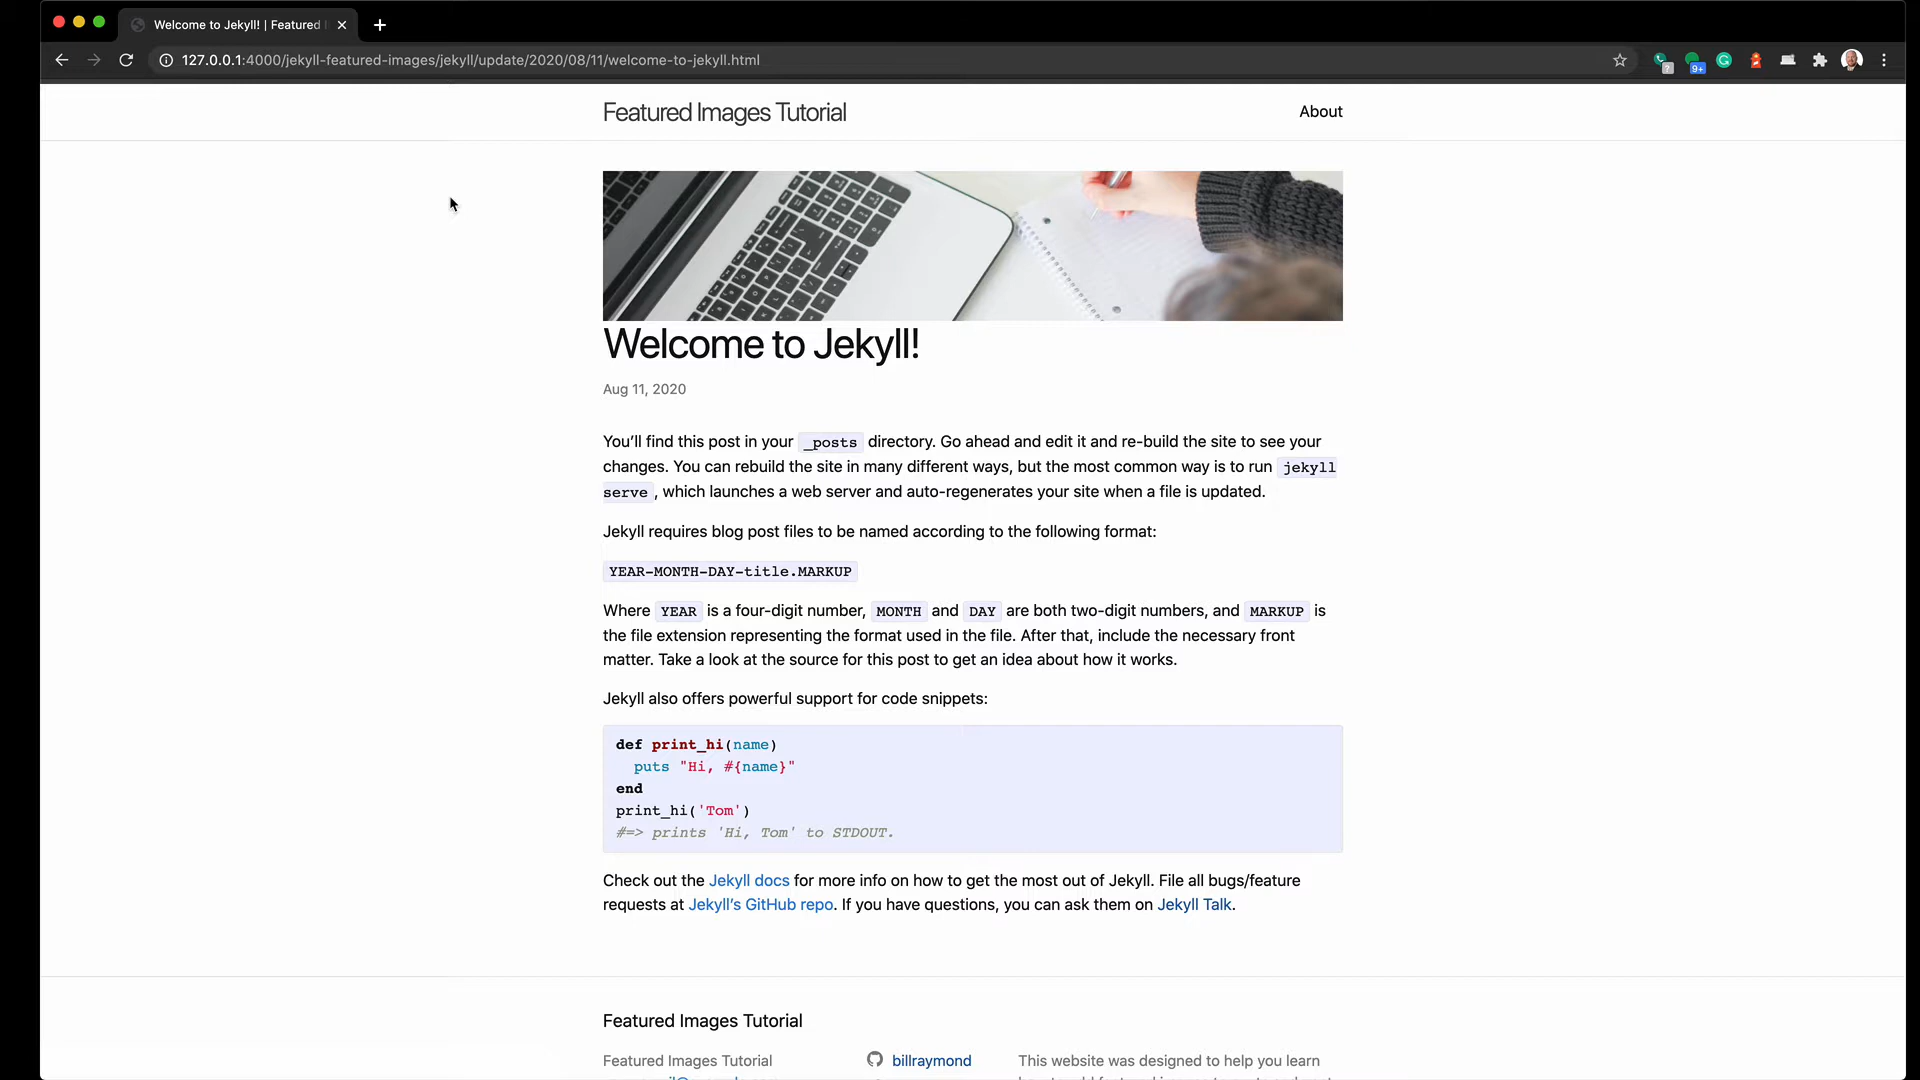 Welcome to Jekyll! | Featured
127.0.0.1:4000/jekyll-featured-images/jekyll/update/2020/08/11/welcome-to-jekyll.html
9+
Featured Images Tutorial
About
Welcome to Jekyll!
Aug 11, 2020
You’ll find this post in your _posts directory. Go ahead and edit it and re-build the site to see your
changes. You can rebuild the site in many different ways, but the most common way is to run jekyll
serve , which launches a web server and auto-regenerates your site when a file is updated.
Jekyll requires blog post files to be named according to the following format:
YEAR-MONTH-DAY-title.MARKUP
Where YEAR is a four-digit number, MONTH and DAY are both two-digit numbers, and MARKUP is
the file extension representing the format used in the file. After that, include the necessary front
matter. Take a look at the source for this post to get an idea about how it works.
Jekyll also offers powerful support for code snippets:
def print_hi(name)
  puts "Hi, #{name}"
end
print_hi('Tom')
#=> prints 'Hi, Tom' to STDOUT.
Check out the Jekyll docs for more info on how to get the most out of Jekyll. File all bugs/feature
requests at Jekyll’s GitHub repo. If you have questions, you can ask them on Jekyll Talk.
Featured Images Tutorial
Featured Images Tutorial
billraymond
This website was designed to help you learn